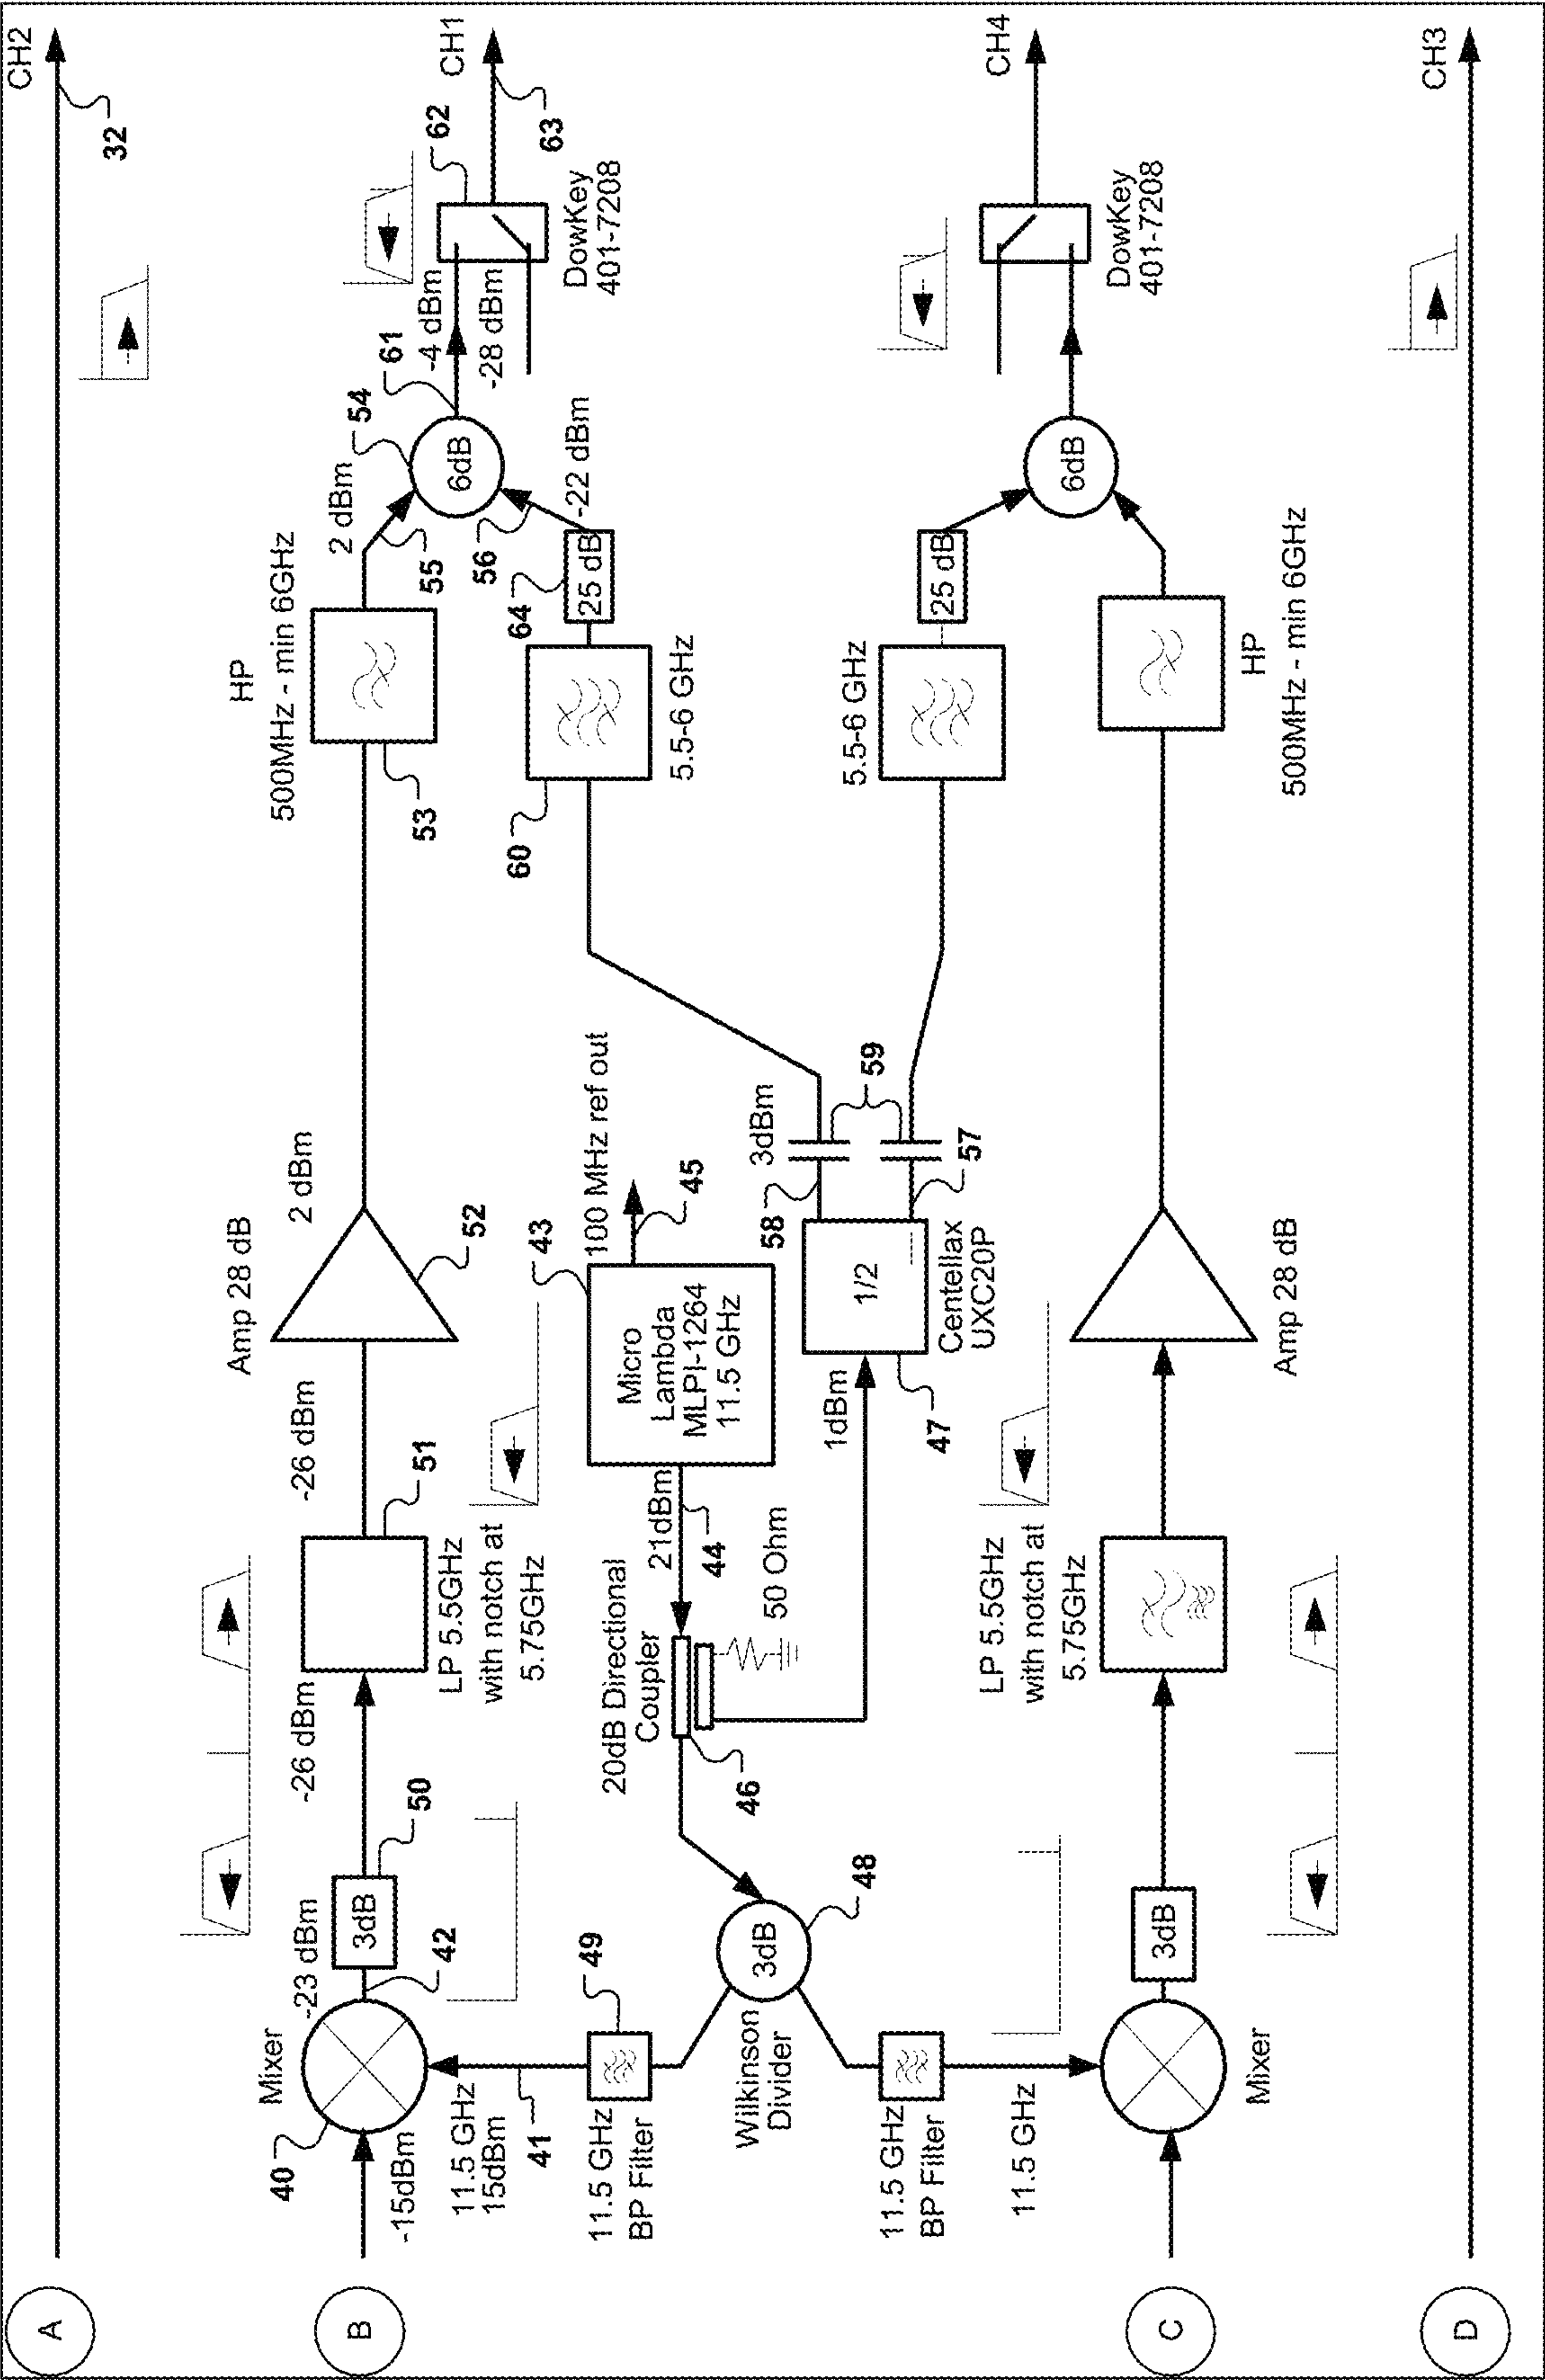 A
CH2
32
B
40
Mixer
-15dBm
11.5 GHz
15dBm
41
-23 dBm
42
3dB
50
-26 dBm
51
LP 5.5GHz
with notch at
5.75GHz
-26 dBm
Amp 28 dB
2 dBm
52
HP
500MHz - min 6GHz
53
2 dBm
55
54
6dB
61
-4 dBm
-28 dBm
62
DowKey
401-7208
CH1
63
11.5 GHz
BP Filter
49
20dB Directional
Coupler
46
50 Ohm
21dBm
44
43
Micro
Lambda
MLPI-1264
11.5 GHz
100 MHz ref out
45
60
5.5-6 GHz
64
25 dB
56
-22 dBm
Wilkinson
Divider
3dB
48
1dBm
47
1/2
Centellax
UXC20P
58
3dBm
59
57
11.5 GHz
BP Filter
11.5 GHz
5.5-6 GHz
25 dB
6dB
DowKey
401-7208
CH4
C
Mixer
3dB
LP 5.5GHz
with notch at
5.75GHz
Amp 28 dB
HP
500MHz - min 6GHz
D
CH3